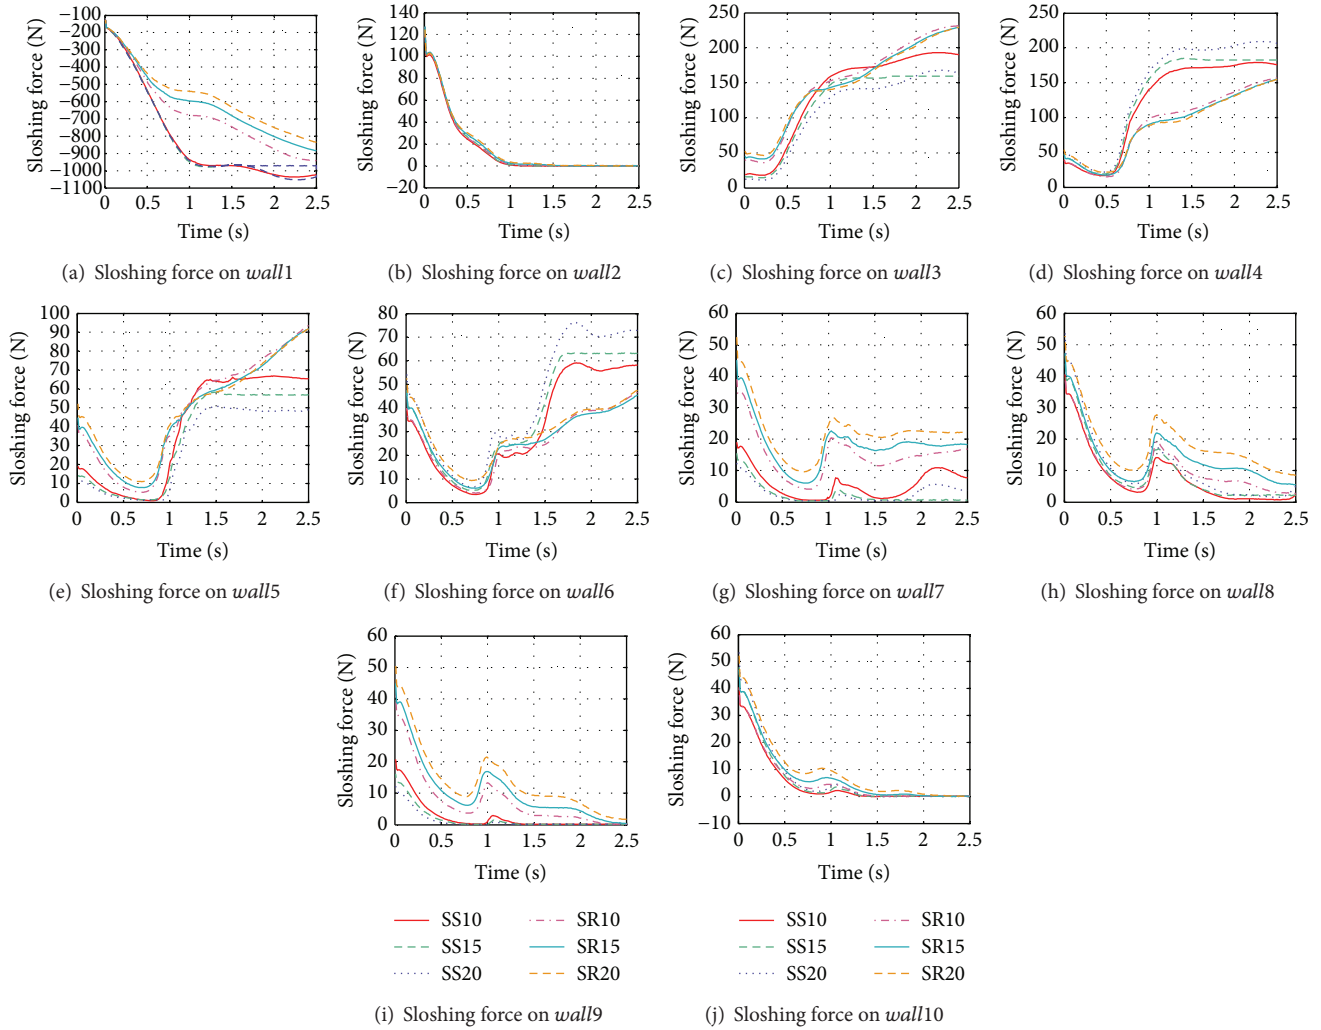 Sloshing force (N)
−100
−200
−300
−400
−500
−600
−700
−800
−900
−1000
−1100
0 0.5 1 1.5 2 2.5
Time (s)
(a) Sloshing force on wall1
Sloshing force (N)
140
120
100
80
60
40
20
0
−20
0 0.5 1 1.5 2 2.5
Time (s)
(b) Sloshing force on wall2
Sloshing force (N)
250
200
150
100
50
0
0 0.5 1 1.5 2 2.5
Time (s)
(c) Sloshing force on wall3
Sloshing force (N)
250
200
150
100
50
0
0 0.5 1 1.5 2 2.5
Time (s)
(d) Sloshing force on wall4
Sloshing force (N)
100
90
80
70
60
50
40
30
20
10
0
0 0.5 1 1.5 2 2.5
Time (s)
(e) Sloshing force on wall5
Sloshing force (N)
80
70
60
50
40
30
20
10
0
0 0.5 1 1.5 2 2.5
Time (s)
(f) Sloshing force on wall6
Sloshing force (N)
60
50
40
30
20
10
0
0 0.5 1 1.5 2 2.5
Time (s)
(g) Sloshing force on wall7
Sloshing force (N)
60
50
40
30
20
10
0
0 0.5 1 1.5 2 2.5
Time (s)
(h) Sloshing force on wall8
Sloshing force (N)
60
50
40
30
20
10
0
0 0.5 1 1.5 2 2.5
Time (s)
SS10 SR10
SS15 SR15
SS20 SR20
(i) Sloshing force on wall9
Sloshing force (N)
60
50
40
30
20
10
0
−10
0 0.5 1 1.5 2 2.5
Time (s)
SS10 SR10
SS15 SR15
SS20 SR20
(j) Sloshing force on wall10